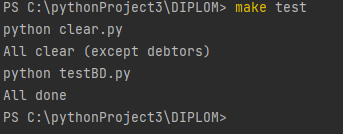 PS C:\pythonProject3\DIPLOM> make test
python clear.py
All clear (except debtors)
python testBD.py
All done
PS C:\pythonProject3\DIPLOM>